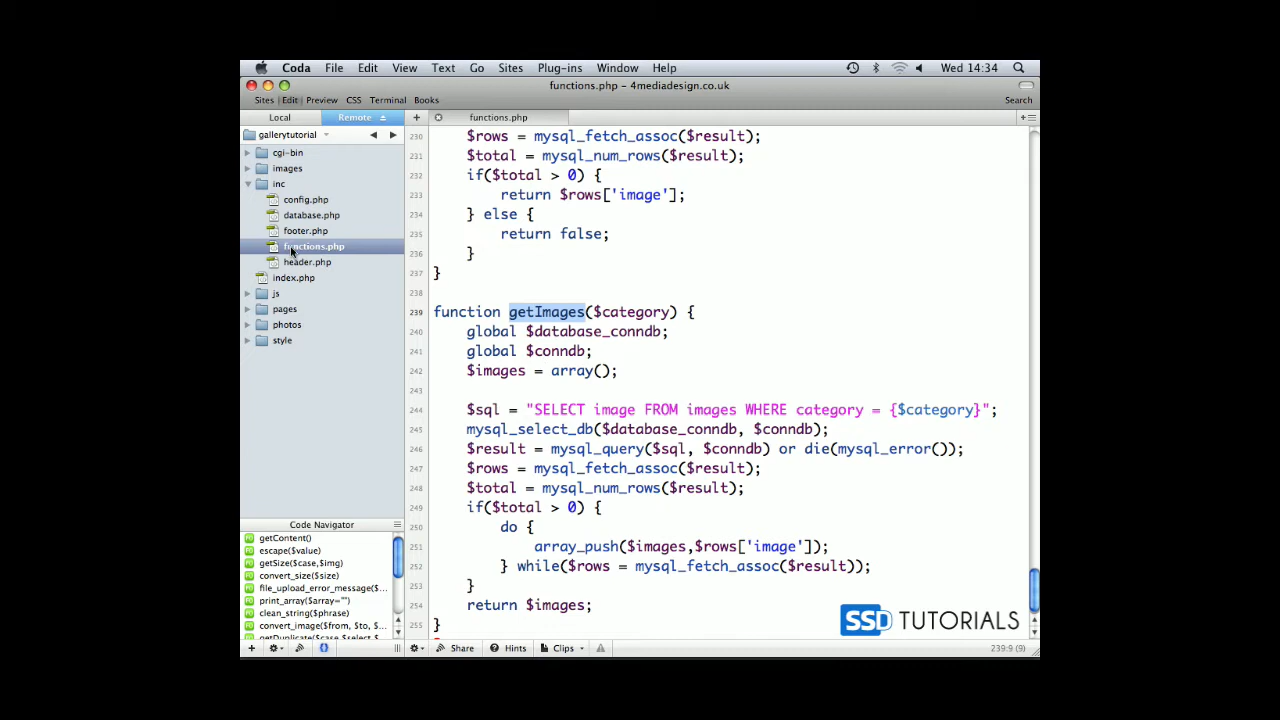 Coda File Edit View Text Go Sites Plug-ins Window Help Wed 14:34
functions.php – 4mediadesign.co.uk
Sites Edit Preview CSS Terminal Books Search
Local Remote functions.php
gallerytutorial
cgi-bin
images
inc
config.php
database.php
footer.php
functions.php
header.php
index.php
js
pages
photos
style
Code Navigator
getContent()
escape($value)
getSize($case,$img)
convert_size($size)
file_upload_error_message($...
print_array($array="")
clean_string($phrase)
convert_image($from, $to, $...
getDuplicate($case,$select,$
230 $rows = mysql_fetch_assoc($result);
231 $total = mysql_num_rows($result);
232 if($total > 0) {
233 return $rows['image'];
234 } else {
235 return false;
236 }
237 }
238
239 function getImages($category) {
240 global $database_conndb;
241 global $conndb;
242 $images = array();
243
244 $sql = "SELECT image FROM images WHERE category = {$category}";
245 mysql_select_db($database_conndb, $conndb);
246 $result = mysql_query($sql, $conndb) or die(mysql_error());
247 $rows = mysql_fetch_assoc($result);
248 $total = mysql_num_rows($result);
249 if($total > 0) {
250 do {
251 array_push($images,$rows['image']);
252 } while($rows = mysql_fetch_assoc($result));
253 }
254 return $images;
255 }
SSD TUTORIALS
Share Hints Clips 239:9 (9)